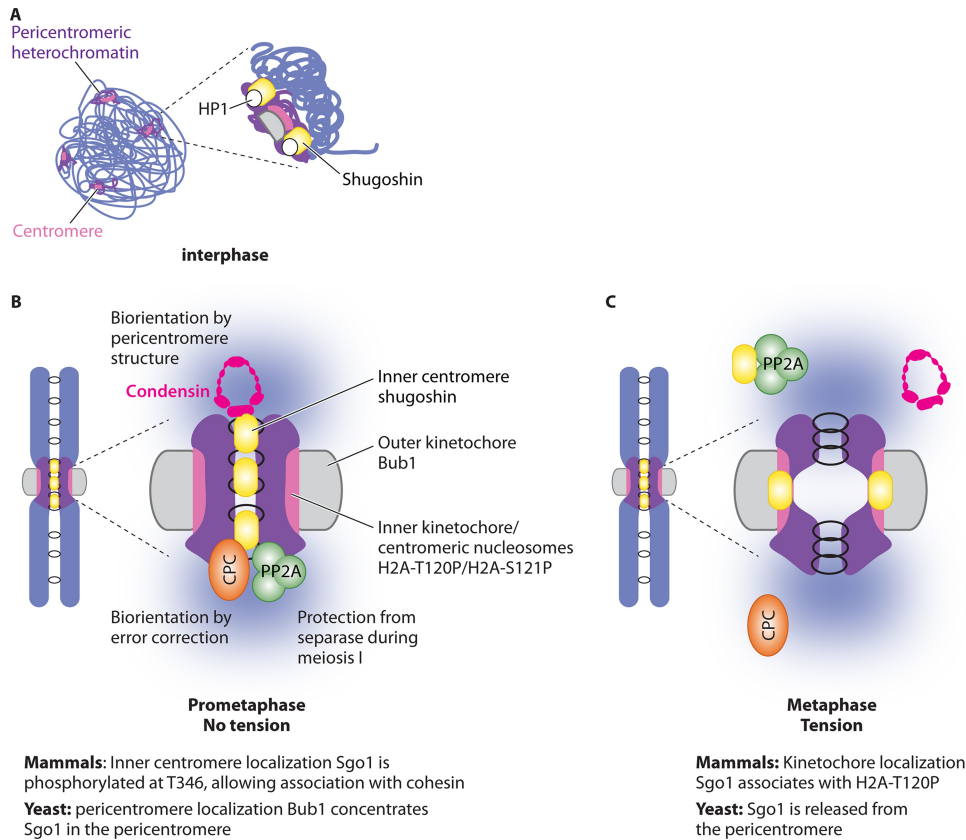 A
Pericentromeric
heterochromatin
HP1
Shugoshin
Centromere
interphase
B
Biorientation by
pericentromere
structure
Condensin
Inner centromere
shugoshin
Outer kinetochore
Bub1
Inner kinetochore/
centromeric nucleosomes
H2A-T120P/H2A-S121P
CPC
PP2A
Biorientation by
error correction
Protection from
separase during
meiosis I
Prometaphase
No tension
Mammals: Inner centromere localization Sgo1 is
phosphorylated at T346, allowing association with cohesin
Yeast: pericentromere localization Bub1 concentrates
Sgo1 in the pericentromere
C
PP2A
CPC
Metaphase
Tension
Mammals: Kinetochore localization
Sgo1 associates with H2A-T120P
Yeast: Sgo1 is released from
the pericentromere